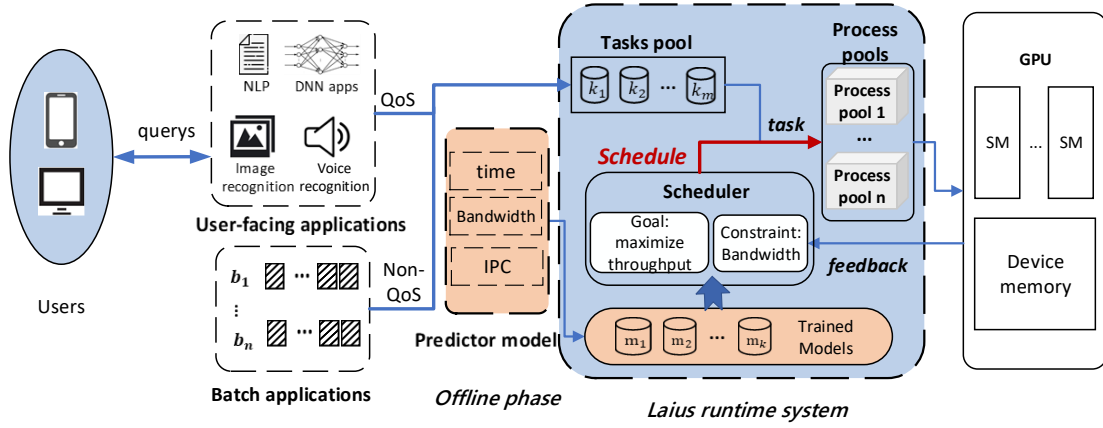 Users
querys
NLP
DNN apps
Image
recognition
Voice
recognition
User-facing applications
b1
...
⋮
bn
...
Batch applications
QoS
Non-
QoS
time
Bandwidth
IPC
Predictor model
Offline phase
Tasks pool
k1 k2 ... km
task
Schedule
Scheduler
Goal:
maximize
throughput
Constraint:
Bandwidth
m1 m2 ... mk
Trained
Models
Laius runtime system
Process
pools
Process
pool 1
...
Process
pool n
feedback
GPU
SM ... SM
Device
memory